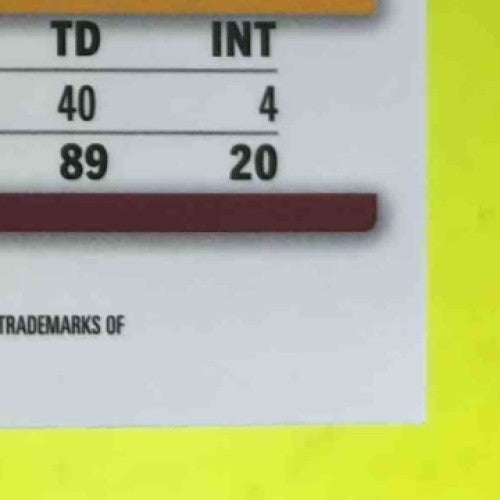 TD INT
40 4
89 20
TRADEMARKS OF